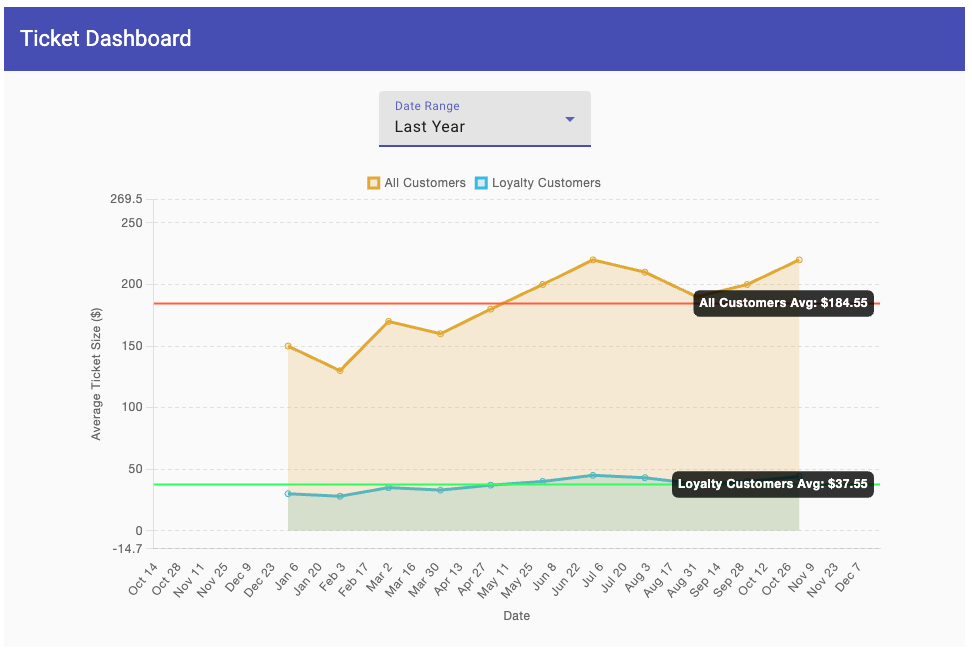 Ticket Dashboard
Date Range
Last Year
All Customers Loyalty Customers
269.5
250
200
150
100
50
0
-14.7
Average Ticket Size ($)
All Customers Avg: $184.55
Loyalty Customers Avg: $37.55
Oct 14 Oct 28 Nov 11 Nov 25 Dec 9 Dec 23 Jan 6 Jan 20 Feb 3 Feb 17 Mar 2 Mar 16 Mar 30 Apr 13 Apr 27 May 11 May 25 Jun 8 Jun 22 Jul 6 Jul 20 Aug 3 Aug 17 Aug 31 Sep 14 Sep 28 Oct 12 Oct 26 Nov 9 Nov 23 Dec 7
Date